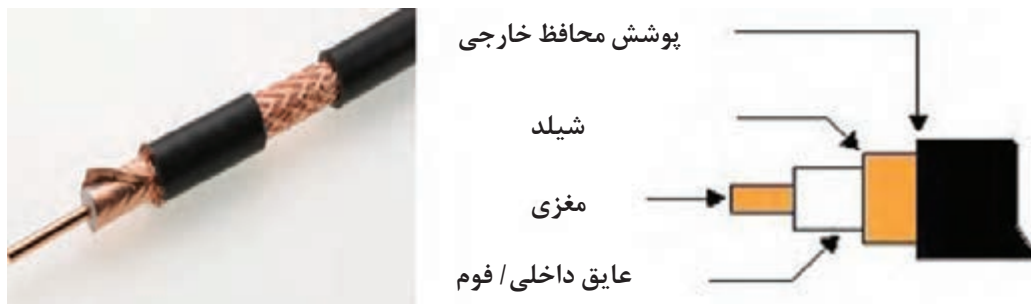 پوشش محافظ خارجی
شیلد
مغزی
عایق داخلی/ فوم